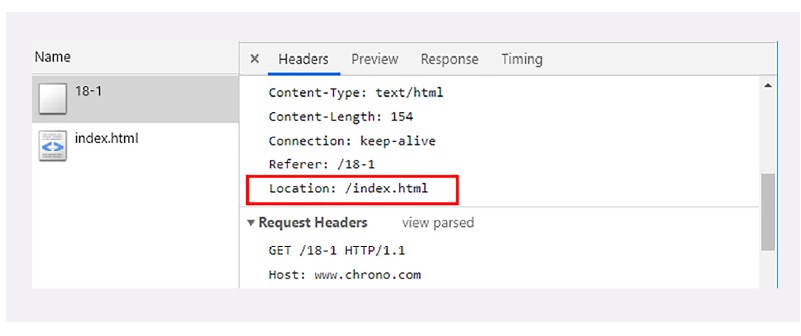 Name
18-1
index.html
× Headers Preview Response Timing
Content-Type: text/html
Content-Length: 154
Connection: keep-alive
Referer: /18-1
Location: /index.html
▼ Request Headers view parsed
GET /18-1 HTTP/1.1
Host: www.chrono.com